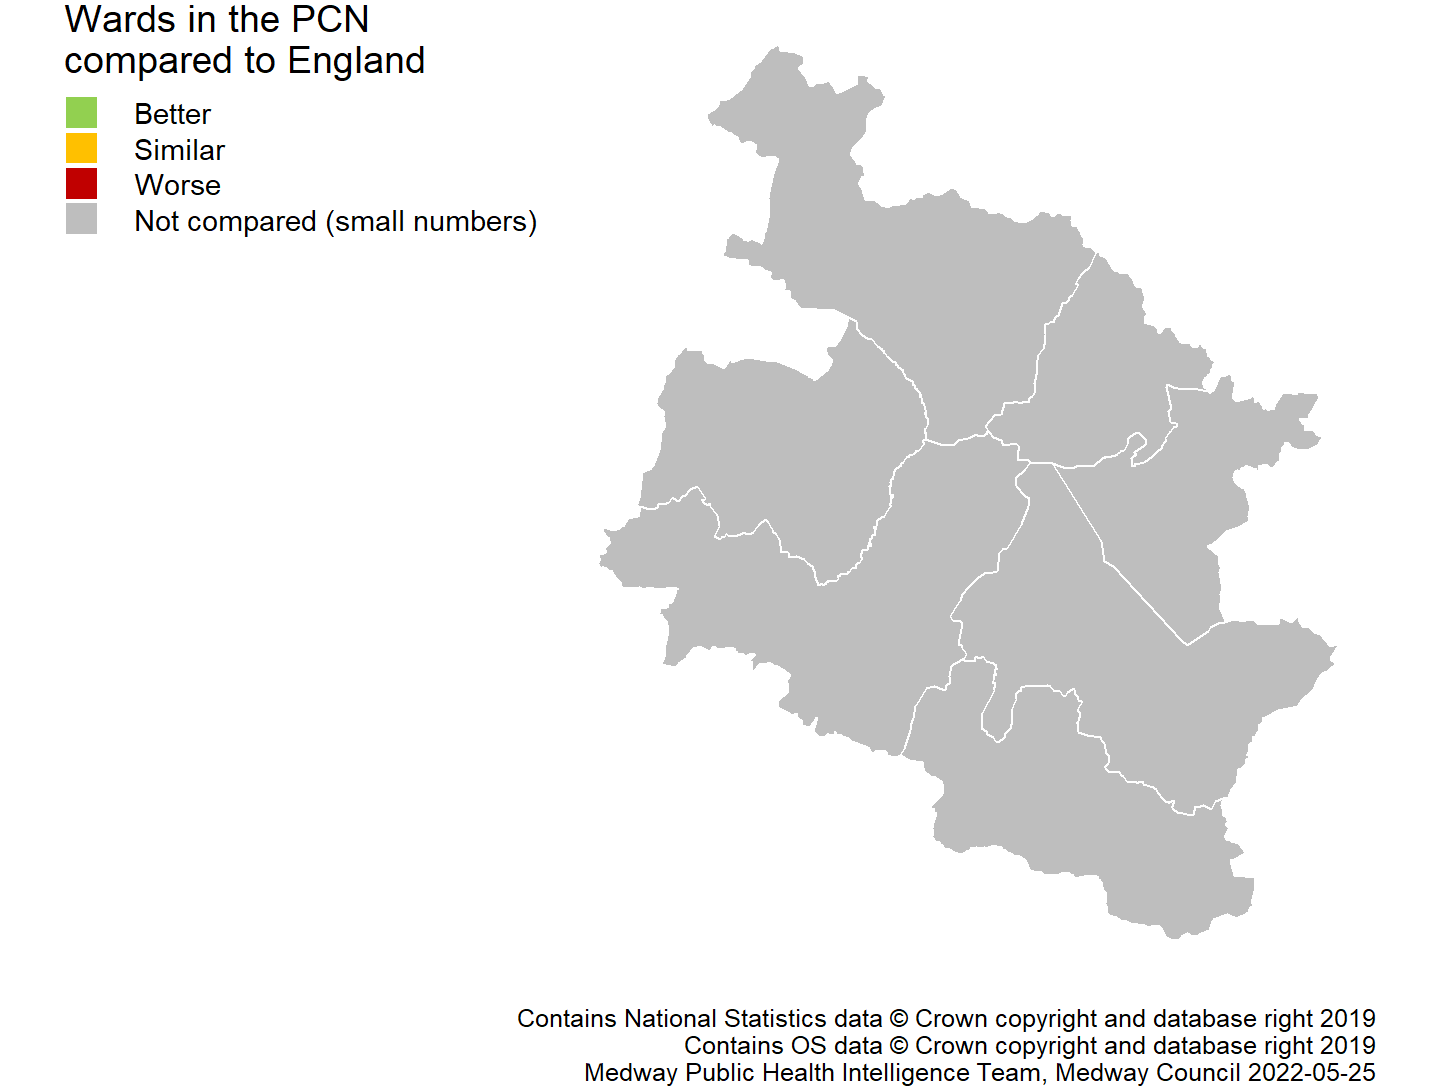 Wards in the PCN
compared to England
Better
Similar
Worse
Not compared (small numbers)
Contains National Statistics data © Crown copyright and database right 2019
Contains OS data © Crown copyright and database right 2019
Medway Public Health Intelligence Team, Medway Council 2022-05-25